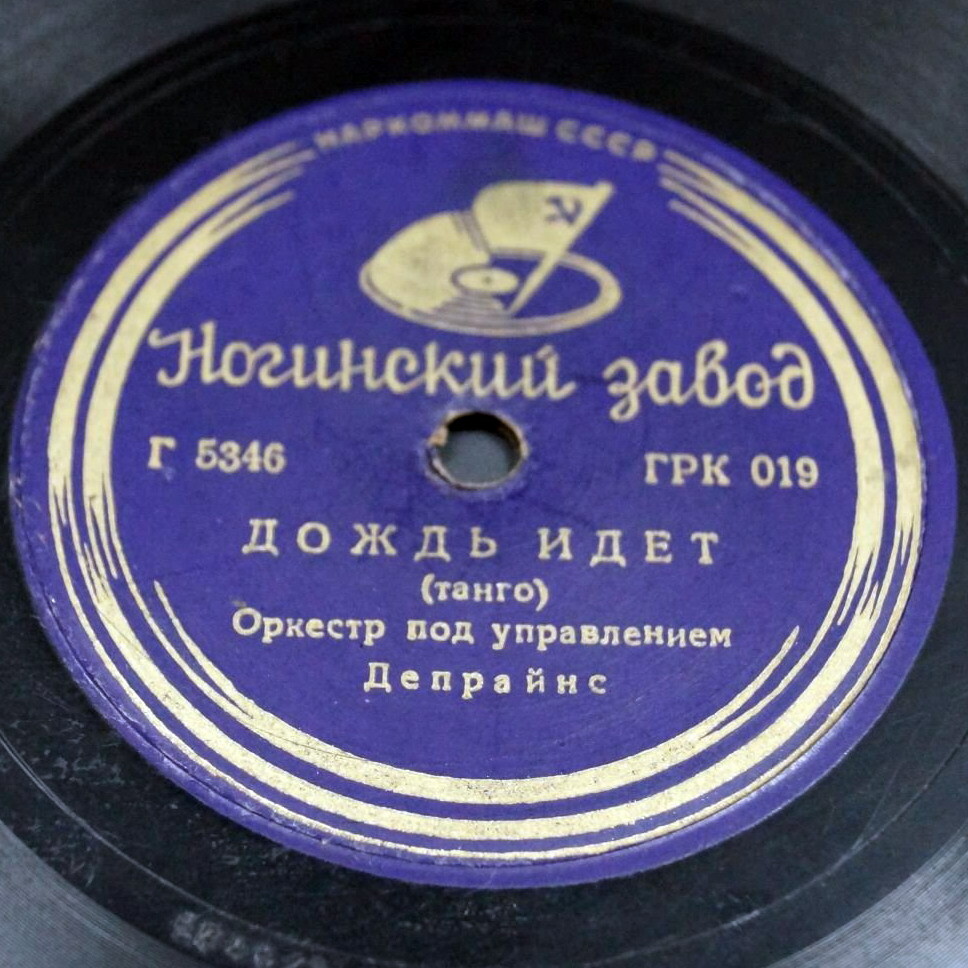 НАРКОММАШ СССР
Ногинский завод
Г 5346 ГРК 019
ДОЖДЬ ИДЕТ
(танго)
Оркестр под управлением
Депрайнс